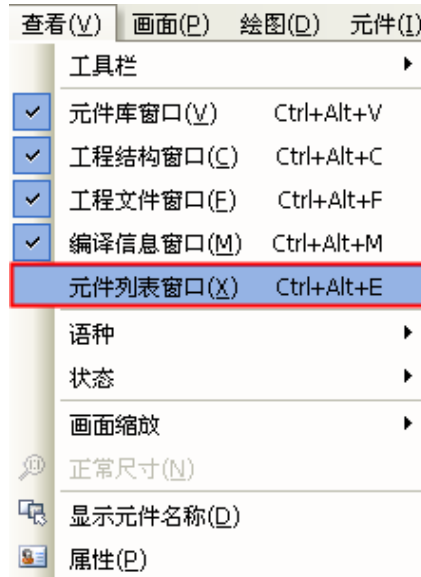 查看(V) 画面(P) 绘图(D) 元件(I)
工具栏
元件库窗口(V) Ctrl+Alt+V
工程结构窗口(C) Ctrl+Alt+C
工程文件窗口(F) Ctrl+Alt+F
编译信息窗口(M) Ctrl+Alt+M
元件列表窗口(X) Ctrl+Alt+E
语种
状态
画面缩放
正常尺寸(N)
显示元件名称(D)
属性(P)